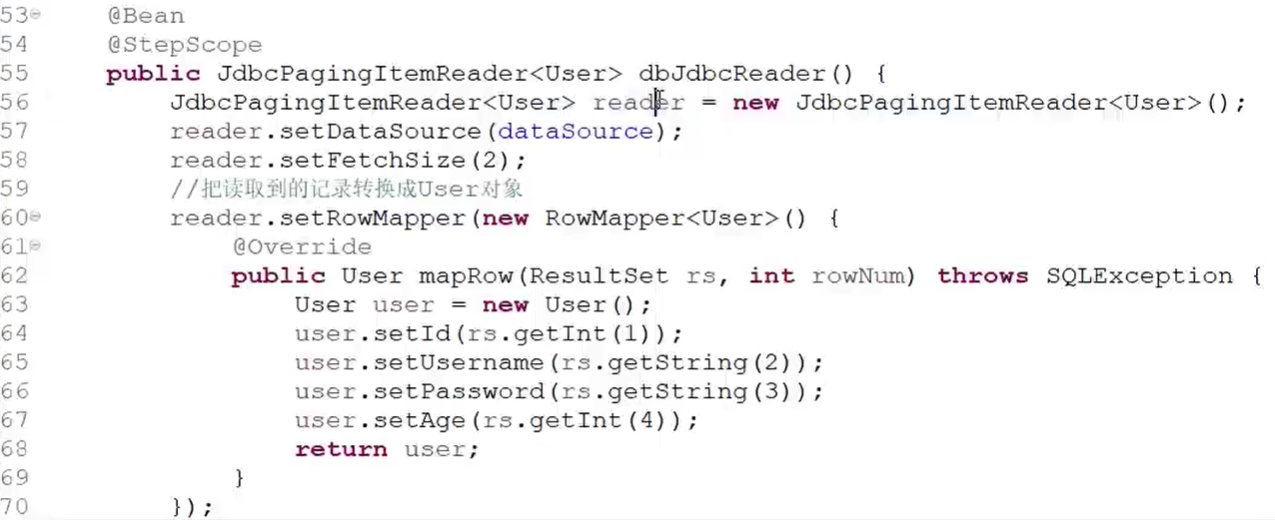 53 @Bean
54 @StepScope
55 public JdbcPagingItemReader<User> dbJdbcReader() {
56 JdbcPagingItemReader<User> reader = new JdbcPagingItemReader<User>();
57 reader.setDataSource(dataSource);
58 reader.setFetchSize(2);
59 //把读取到的记录转换成User对象
60 reader.setRowMapper(new RowMapper<User>() {
61 @Override
62 public User mapRow(ResultSet rs, int rowNum) throws SQLException {
63 User user = new User();
64 user.setId(rs.getInt(1));
65 user.setUsername(rs.getString(2));
66 user.setPassword(rs.getString(3));
67 user.setAge(rs.getInt(4));
68 return user;
69 }
70 });